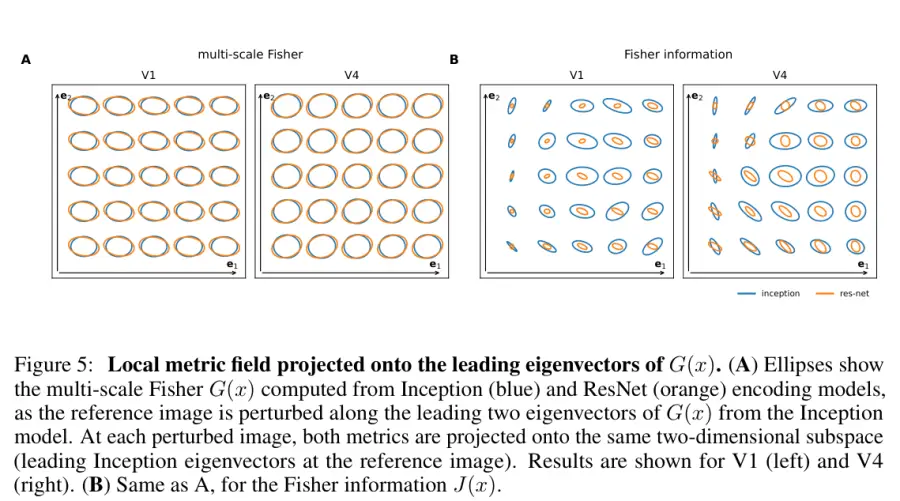 A
multi-scale Fisher
B
Fisher information
V1
V4
V1
V4
e2
e2
e2
e2
e1
e1
e1
e1
inception
res-net
Figure 5: Local metric field projected onto the leading eigenvectors of G(x). (A) Ellipses show
the multi-scale Fisher G(x) computed from Inception (blue) and ResNet (orange) encoding models,
as the reference image is perturbed along the leading two eigenvectors of G(x) from the Inception
model. At each perturbed image, both metrics are projected onto the same two-dimensional subspace
(leading Inception eigenvectors at the reference image). Results are shown for V1 (left) and V4
(right). (B) Same as A, for the Fisher information J(x).